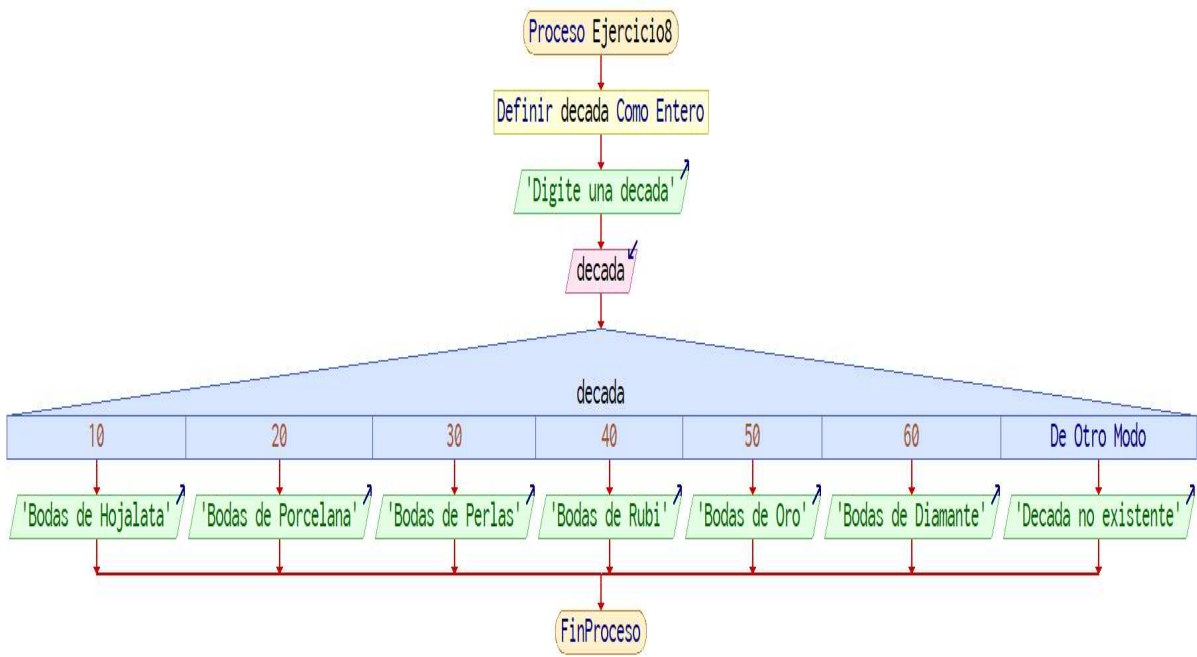 Proceso Ejercicio8
Definir decada Como Entero
'Digite una decada'
decada
decada
10 20 30 40 50 60 De Otro Modo
'Bodas de Hojalata' 'Bodas de Porcelana' 'Bodas de Perlas' 'Bodas de Rubi' 'Bodas de Oro' 'Bodas de Diamante' 'Decada no existente'
FinProceso